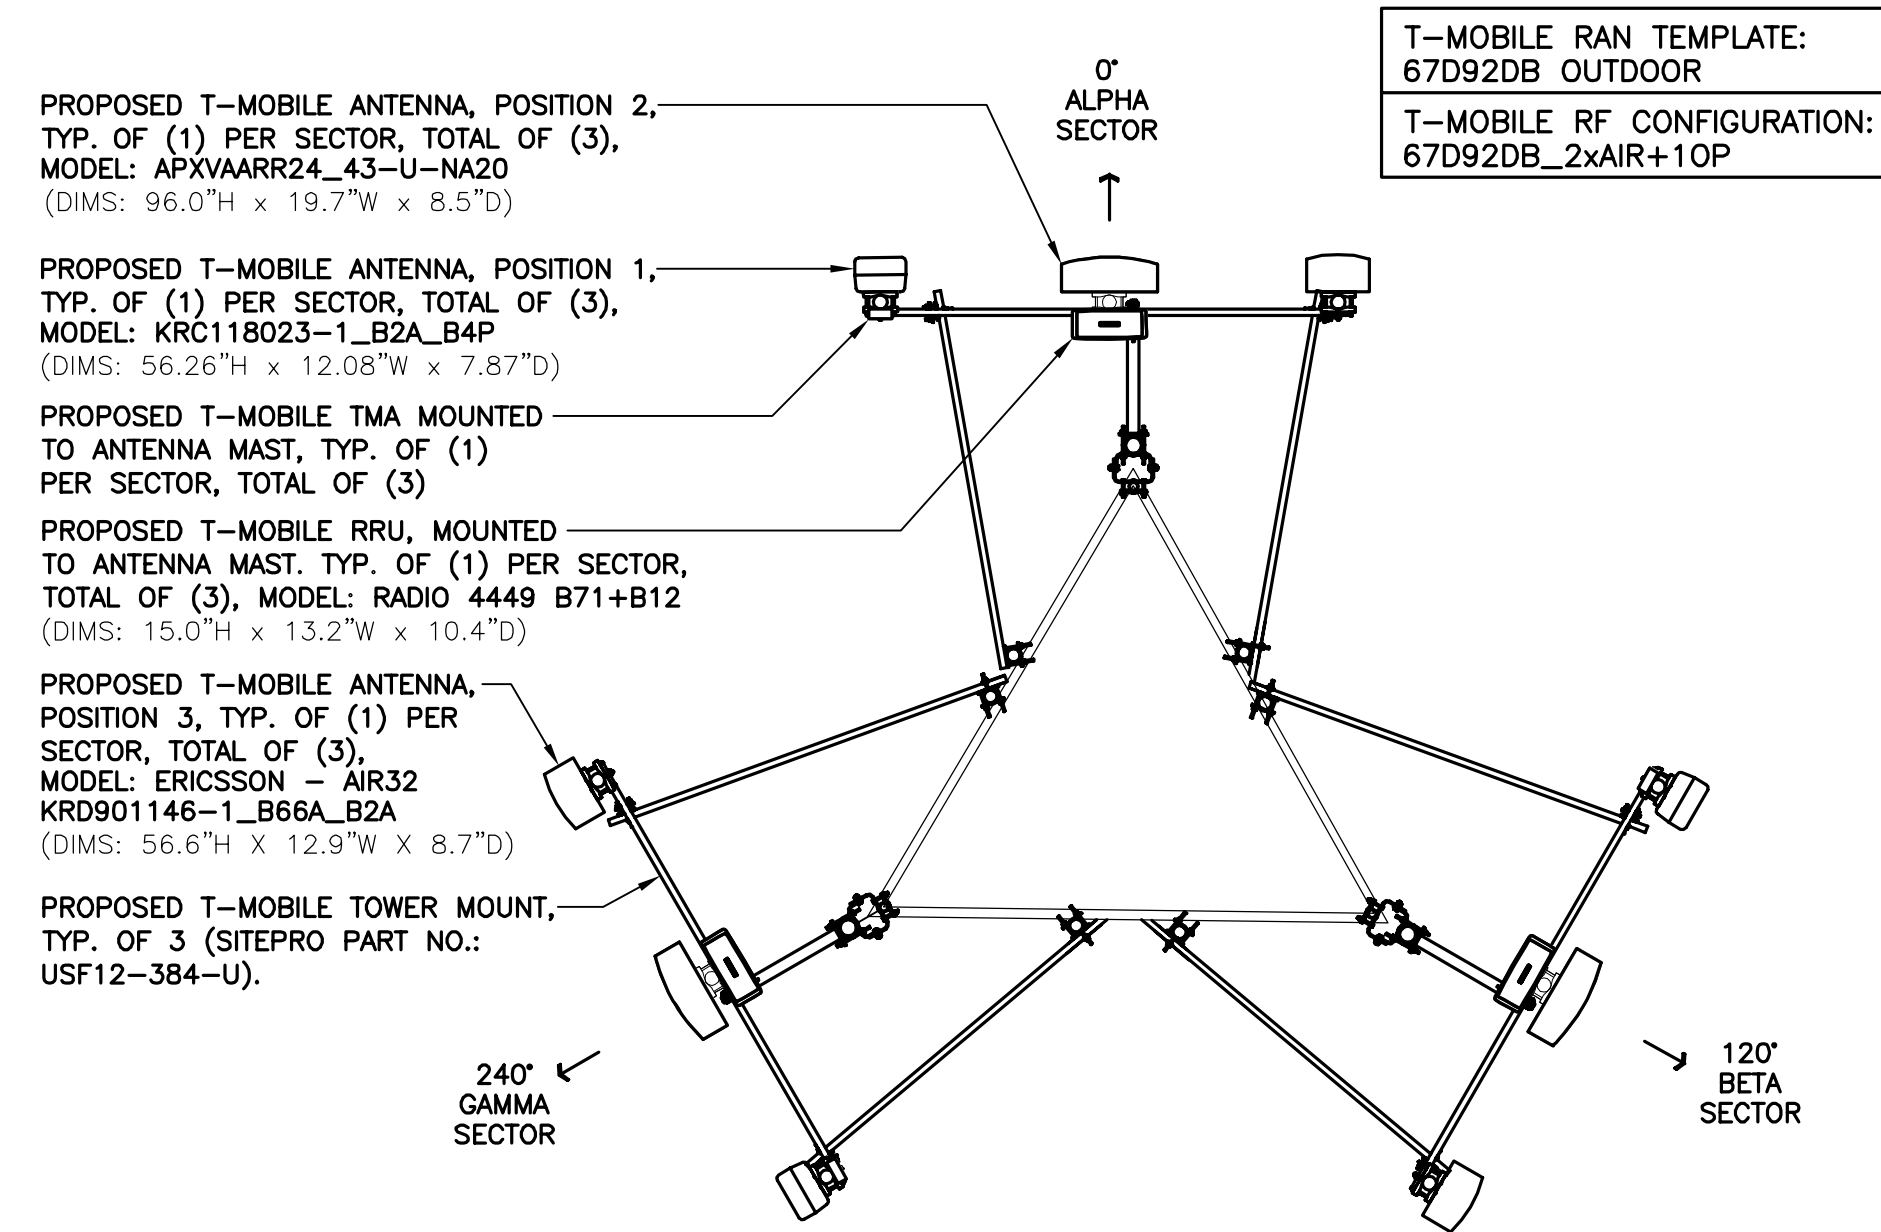 T-MOBILE RAN TEMPLATE:
67D92DB OUTDOOR
T-MOBILE RF CONFIGURATION:
67D92DB_2xAIR+1OP
0°
ALPHA
SECTOR
PROPOSED T-MOBILE ANTENNA, POSITION 2,
TYP. OF (1) PER SECTOR, TOTAL OF (3),
MODEL: APXVAARR24_43-U-NA20
(DIMS: 96.0"H x 19.7"W x 8.5"D)
PROPOSED T-MOBILE ANTENNA, POSITION 1,
TYP. OF (1) PER SECTOR, TOTAL OF (3),
MODEL: KRC118023-1_B2A_B4P
(DIMS: 56.26"H x 12.08"W x 7.87"D)
PROPOSED T-MOBILE TMA MOUNTED
TO ANTENNA MAST, TYP. OF (1)
PER SECTOR, TOTAL OF (3)
PROPOSED T-MOBILE RRU, MOUNTED
TO ANTENNA MAST. TYP. OF (1) PER SECTOR,
TOTAL OF (3), MODEL: RADIO 4449 B71+B12
(DIMS: 15.0"H x 13.2"W x 10.4"D)
PROPOSED T-MOBILE ANTENNA,
POSITION 3, TYP. OF (1) PER
SECTOR, TOTAL OF (3),
MODEL: ERICSSON - AIR32
KRD901146-1_B66A_B2A
(DIMS: 56.6"H X 12.9"W X 8.7"D)
PROPOSED T-MOBILE TOWER MOUNT,
TYP. OF 3 (SITEPRO PART NO.:
USF12-384-U).
240°
GAMMA
SECTOR
120°
BETA
SECTOR